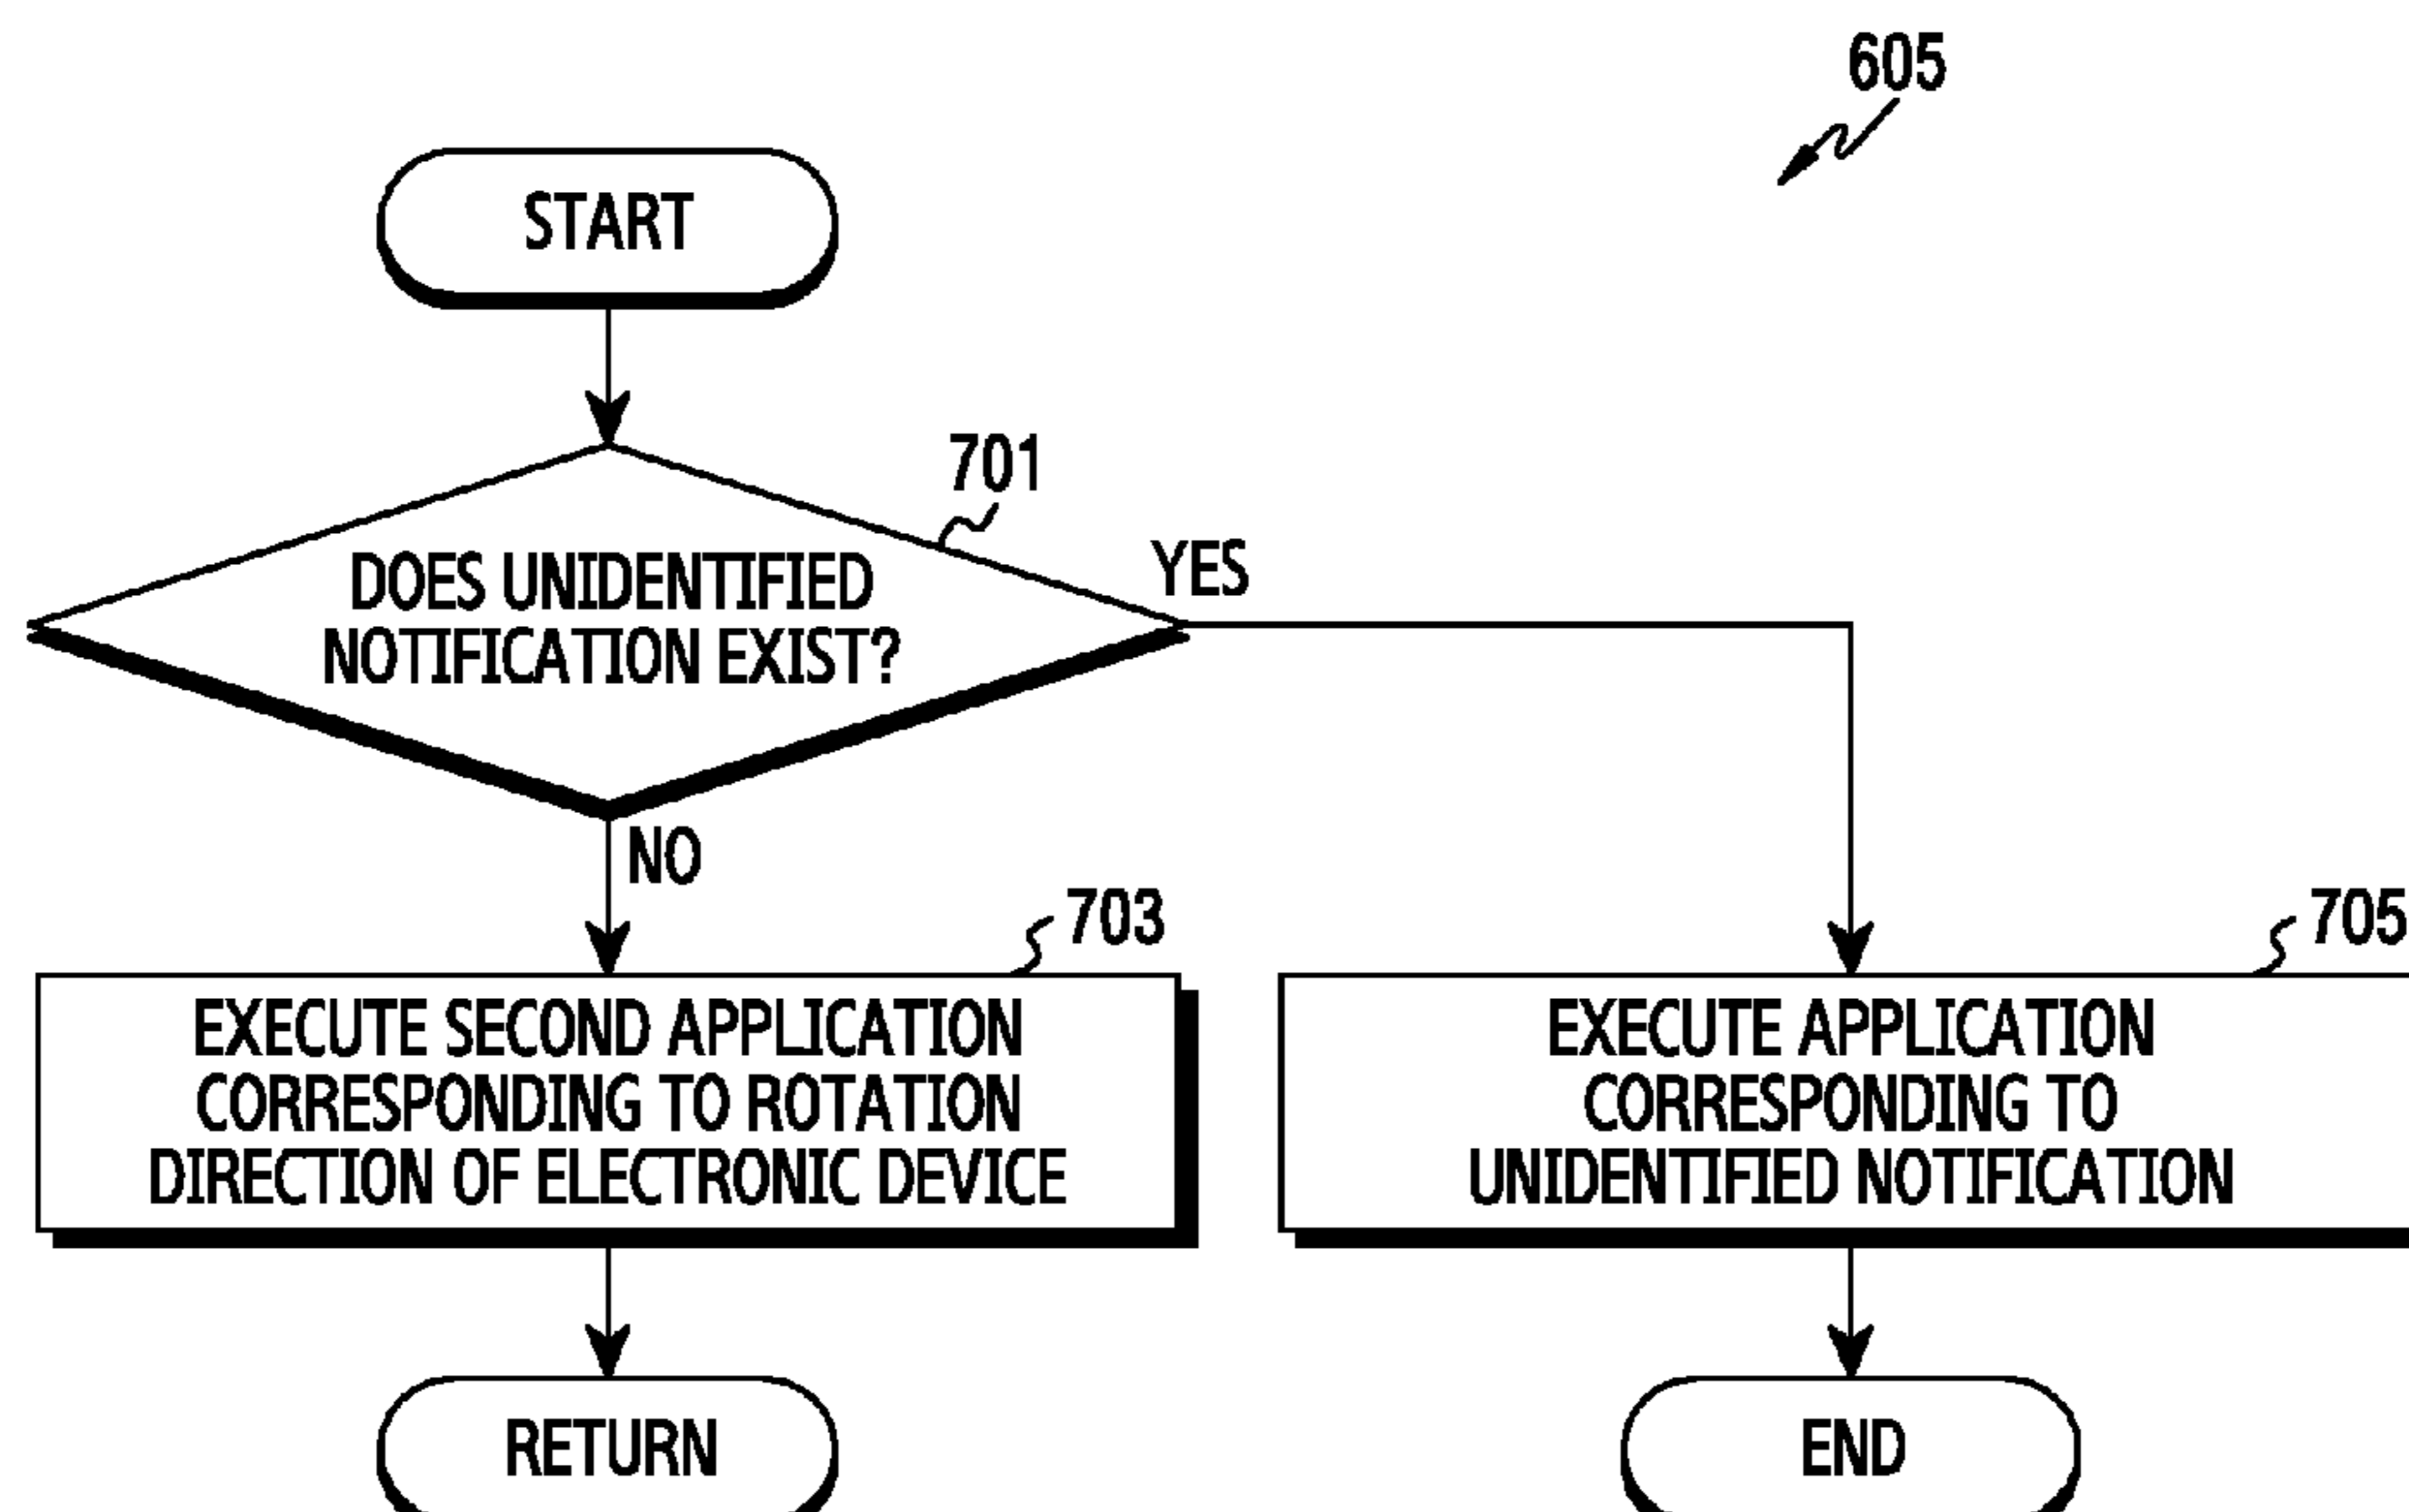 605
START
701
DOES UNIDENTIFIED
NOTIFICATION EXIST?
YES
NO
703
EXECUTE SECOND APPLICATION
CORRESPONDING TO ROTATION
DIRECTION OF ELECTRONIC DEVICE
705
EXECUTE APPLICATION
CORRESPONDING TO
UNIDENTIFIED NOTIFICATION
RETURN
END